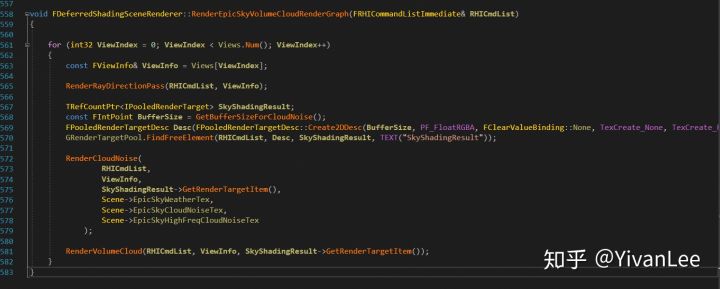 557
558 void FDeferredShadingSceneRenderer::RenderEpicSkyVolumeCloudRenderGraph(FRHICommandListImmediate& RHICmdList)
559 {
560
561 for (int32 ViewIndex = 0; ViewIndex < Views.Num(); ViewIndex++)
562 {
563 const FViewInfo& ViewInfo = Views[ViewIndex];
564
565 RenderRayDirectionPass(RHICmdList, ViewInfo);
566
567 TRefCountPtr<IPooledRenderTarget> SkyShadingResult;
568 const FIntPoint BufferSize = GetBufferSizeForCloudNoise();
569 FPooledRenderTargetDesc Desc(FPooledRenderTargetDesc::Create2DDesc(BufferSize, PF_FloatRGBA, FClearValueBinding::None, TexCreate_None, TexCreate_
570 GRenderTargetPool.FindFreeElement(RHICmdList, Desc, SkyShadingResult, TEXT("SkyShadingResult"));
571
572 RenderCloudNoise(
573 RHICmdList,
574 ViewInfo,
575 SkyShadingResult->GetRenderTargetItem(),
576 Scene->EpicSkyWeatherTex,
577 Scene->EpicSkyCloudNoiseTex,
578 Scene->EpicSkyHighFreqCloudNoiseTex
579 );
580
581 RenderVolumeCloud(RHICmdList, ViewInfo, SkyShadingResult->GetRenderTargetItem());
582 }
583 }
知乎 @YivanLee